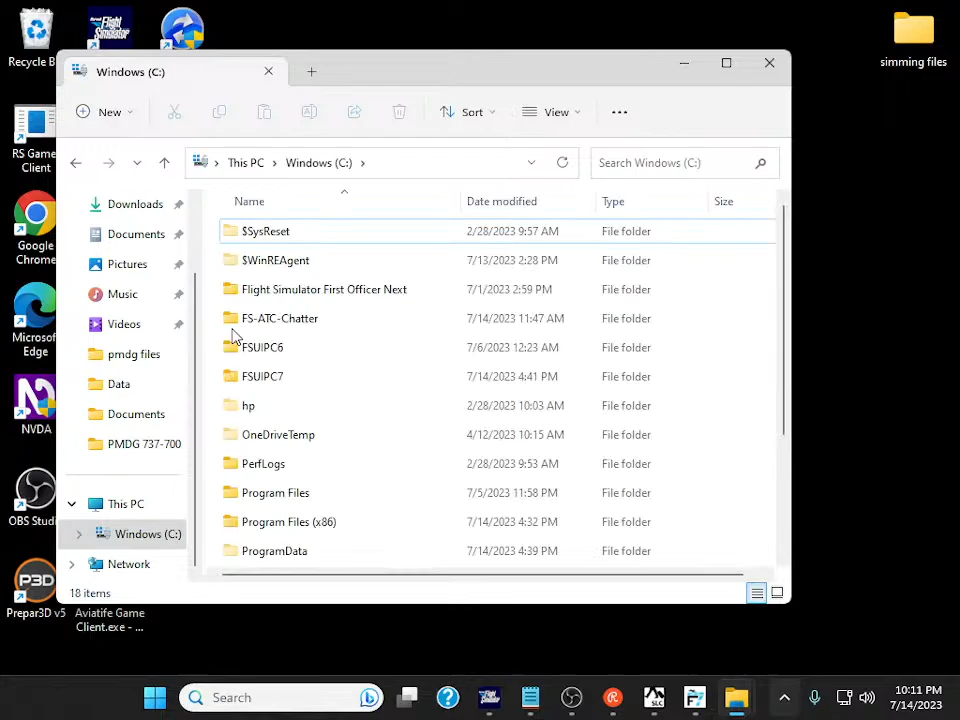 Recycle B
simming files
RS Game
Client
Google
Chrome
Microsof
Edge
NVDA
OBS Studi
P3D
Prepar3D v5
Aviatife Game
Client.exe - ...
Windows (C:)
New
Sort
View
This PC
Windows (C:)
Search Windows (C:)
Downloads
Documents
Pictures
Music
Videos
pmdg files
Data
Documents
PMDG 737-700
This PC
Windows (C:)
Network
Name Date modified Type Size
$SysReset 2/28/2023 9:57 AM File folder
$WinREAgent 7/13/2023 2:28 PM File folder
Flight Simulator First Officer Next 7/1/2023 2:59 PM File folder
FS-ATC-Chatter 7/14/2023 11:47 AM File folder
FSUIPC6 7/6/2023 12:23 AM File folder
FSUIPC7 7/14/2023 4:41 PM File folder
hp 2/28/2023 10:03 AM File folder
OneDriveTemp 4/12/2023 10:15 AM File folder
PerfLogs 2/28/2023 9:53 AM File folder
Program Files 7/5/2023 11:58 PM File folder
Program Files (x86) 7/14/2023 4:32 PM File folder
ProgramData 7/14/2023 4:39 PM File folder
18 items
Search
SLC
10:11 PM
7/14/2023